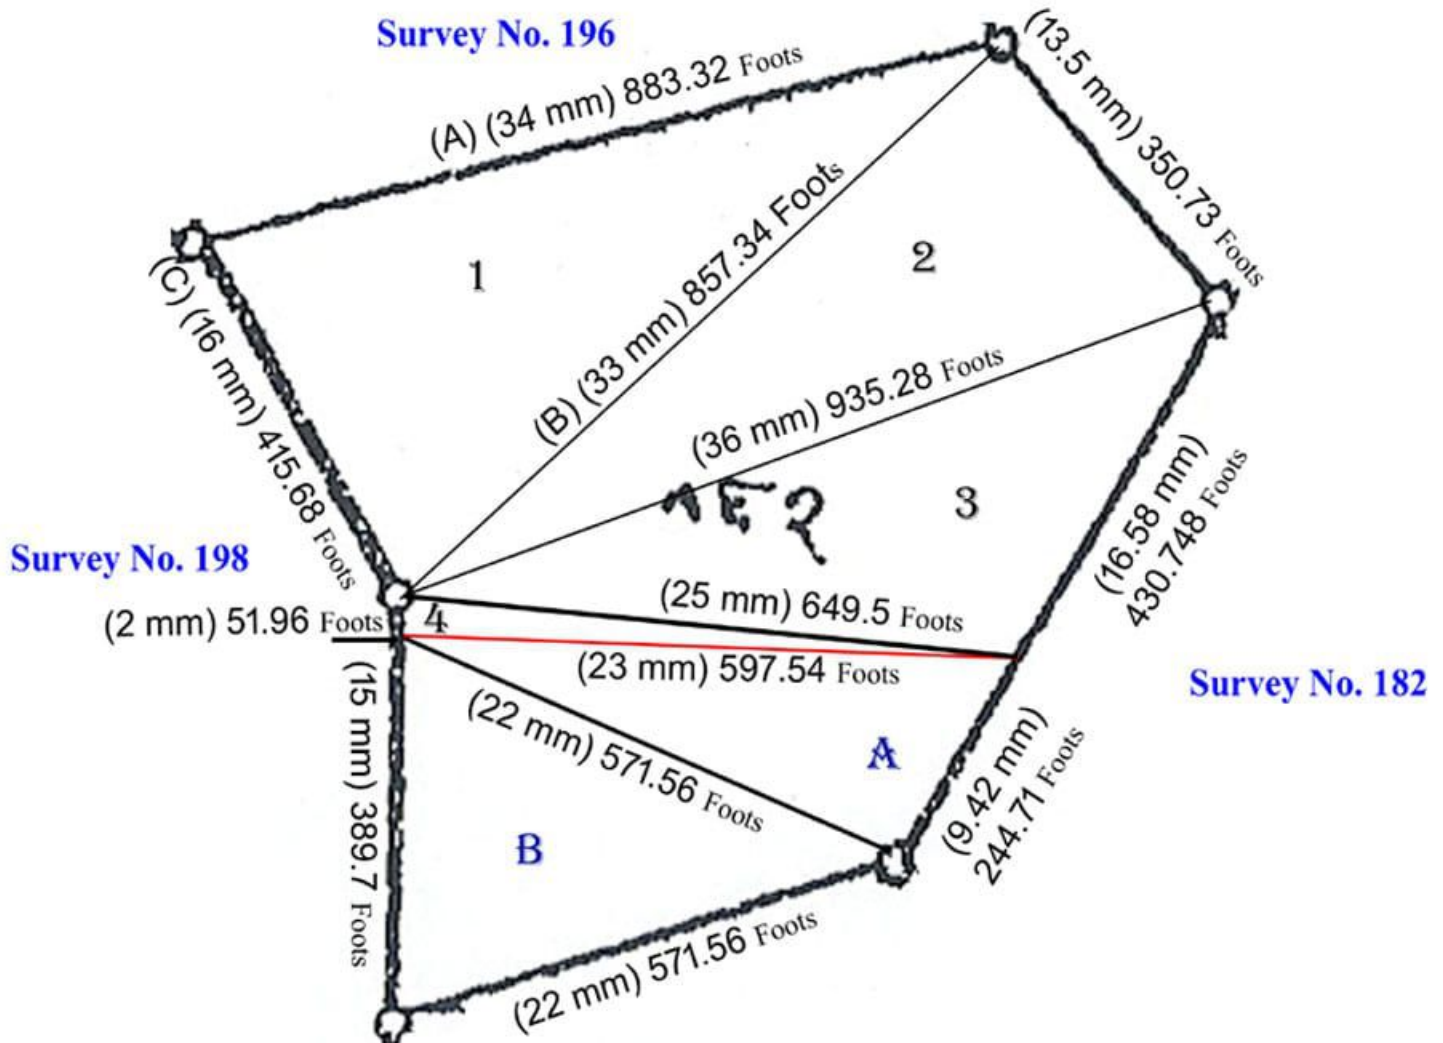 Survey No. 196
(A) (34 mm) 883.32 Foots
(13.5 mm) 350.73 Foots
1
2
(B) (33 mm) 857.34 Foots
(C) (16 mm) 415.68 Foots
(36 mm) 935.28 Foots
૧૬૨
3
(16.58 mm)
430.748 Foots
Survey No. 198
(2 mm) 51.96 Foots
4
(25 mm) 649.5 Foots
(23 mm) 597.54 Foots
Survey No. 182
(15 mm) 389.7 Foots
(22 mm) 571.56 Foots
A
(9.42 mm)
244.71 Foots
B
(22 mm) 571.56 Foots